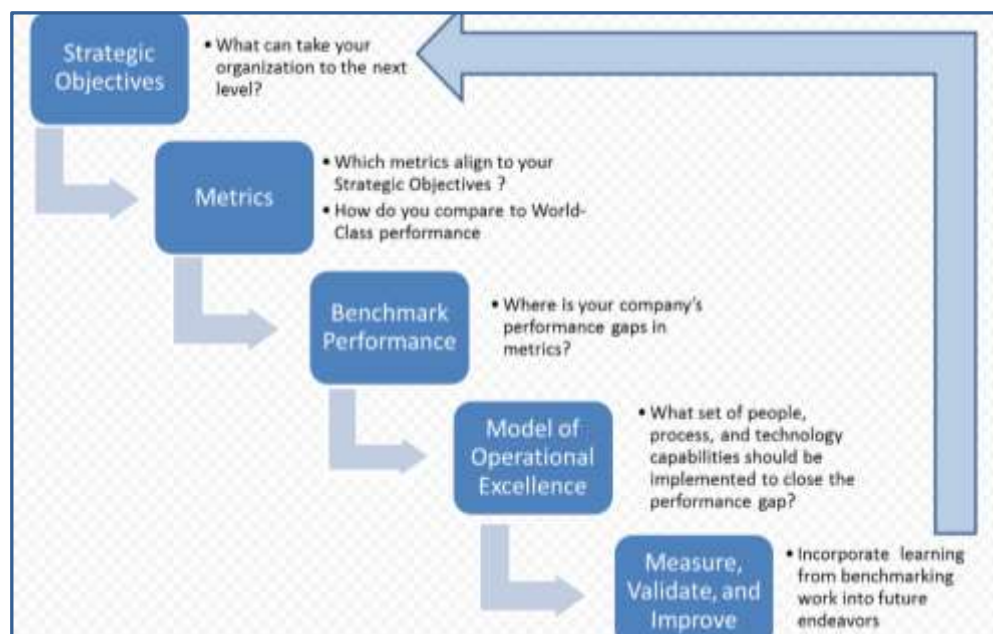 Strategic
Objectives
• What can take your
organization to the next
level?
Metrics
• Which metrics align to your
Strategic Objectives ?
• How do you compare to World-
Class performance
Benchmark
Performance
• Where is your company's
performance gaps in
metrics?
Model of
Operational
Excellence
• What set of people,
process, and technology
capabilities should be
implemented to close the
performance gap?
Measure,
Validate, and
Improve
• Incorporate learning
from benchmarking
work into future
endeavors